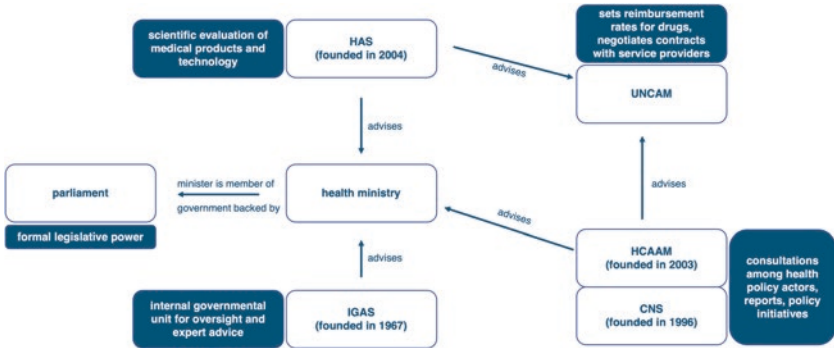 scientific evaluation of
medical products and
technology
HAS
(founded in 2004)
advises
sets reimbursement
rates for drugs,
negotiates contracts
with service providers
UNCAM
advises
parliament
minister is member of
government backed by
health ministry
advises
formal legislative power
advises
advises
internal governmental
unit for oversight and
expert advice
IGAS
(founded in 1967)
HCAAM
(founded in 2003)
CNS
(founded in 1996)
consultations
among health
policy actors,
reports, policy
initiatives